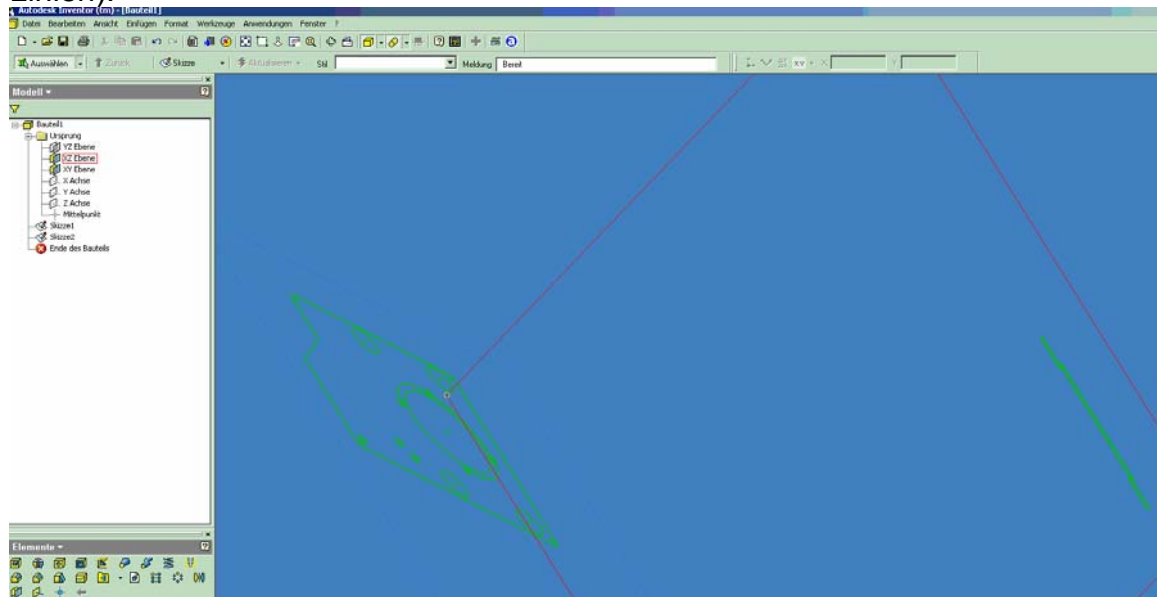 Autodesk Inventor (tm) - [Bauteil1]
Datei Bearbeiten Ansicht Einfügen Format Werkzeuge Anwendungen Fenster ?
Auswählen Zurück Skizze Aktualisieren Stil Meldung Bereit
Modell
Bauteil1
Ursprung
YZ Ebene
XZ Ebene
XY Ebene
X Achse
Y Achse
Z Achse
Mittelpunkt
Skizze1
Skizze2
Ende des Bauteils
Elemente